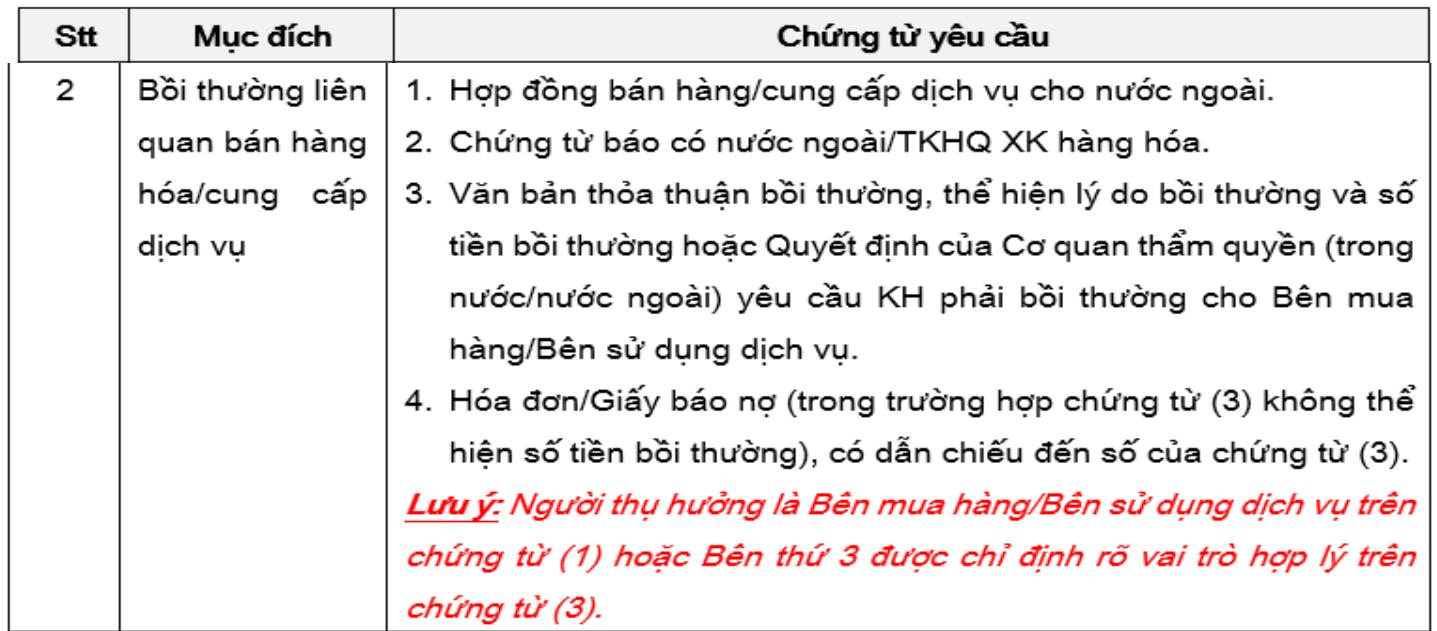 Stt Mục đích Chứng từ yêu cầu
2 Bồi thường liên quan bán hàng hóa/cung cấp dịch vụ
1. Hợp đồng bán hàng/cung cấp dịch vụ cho nước ngoài.
2. Chứng từ báo có nước ngoài/TKHQ XK hàng hóa.
3. Văn bản thỏa thuận bồi thường, thể hiện lý do bồi thường và số
tiền bồi thường hoặc Quyết định của Cơ quan thẩm quyền (trong
nước/nước ngoài) yêu cầu KH phải bồi thường cho Bên mua
hàng/Bên sử dụng dịch vụ.
4. Hóa đơn/Giấy báo nợ (trong trường hợp chứng từ (3) không thể
hiện số tiền bồi thường), có dẫn chiếu đến số của chứng từ (3).
Lưu ý: Người thụ hưởng là Bên mua hàng/Bên sử dụng dịch vụ trên
chứng từ (1) hoặc Bên thứ 3 được chỉ định rõ vai trò hợp lý trên
chứng từ (3).